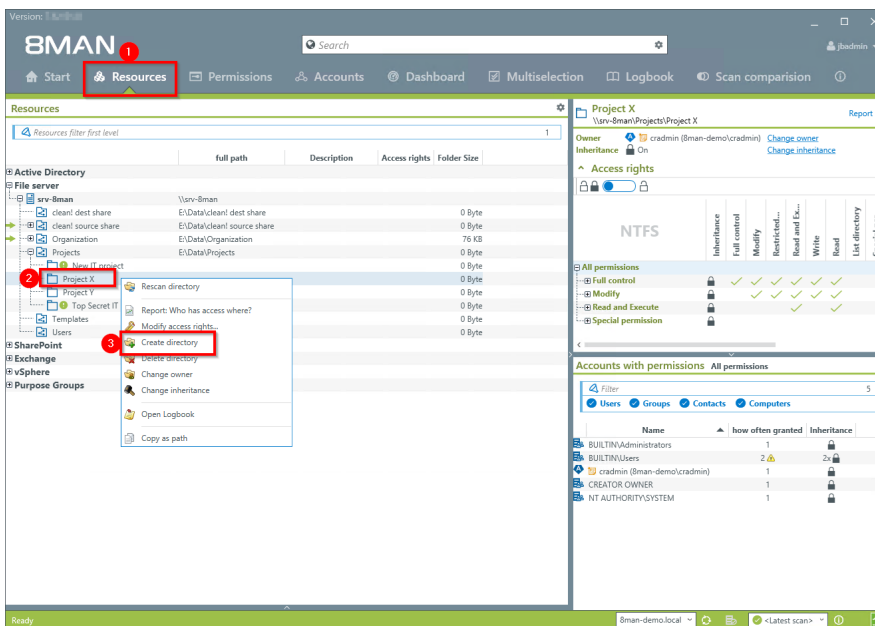 Version:
8MAN
1
Search
jbadmin
Start
Resources
Permissions
Accounts
Dashboard
Multiselection
Logbook
Scan comparision
Resources
Resources filter first level
1
full path Description Access rights Folder Size
Active Directory
File server
srv-8man \\srv-8man
clean! dest share E:\Data\clean! dest share 0 Byte
clean! source share E:\Data\clean! source share 0 Byte
Organization E:\Data\Organization 76 KB
Projects E:\Data\Projects 0 Byte
New IT project 0 Byte
2
Project X 0 Byte
Project Y 0 Byte
Top Secret IT 0 Byte
Templates 0 Byte
Users 0 Byte
SharePoint
Exchange
vSphere
Purpose Groups
Rescan directory
Report: Who has access where?
Modify access rights...
3
Create directory
Delete directory
Change owner
Change inheritance
Open Logbook
Copy as path
Project X
\\srv-8man\Projects\Project X
Report
Owner cradmin (8man-demo\cradmin) Change owner
Inheritance On Change inheritance
Access rights
NTFS
Inheritance
Full control
Modify
Restricted...
Read and Ex...
Write
Read
List directory
All permissions
Full control
Modify
Read and Execute
Special permission
Accounts with permissions All permissions
Filter 5
Users Groups Contacts Computers
Name how often granted Inheritance
BUILTIN\Administrators 1
BUILTIN\Users 2 2x
cradmin (8man-demo\cradmin) 1
CREATOR OWNER 1
NT AUTHORITY\SYSTEM 1
Ready
8man-demo.local
<Latest scan>